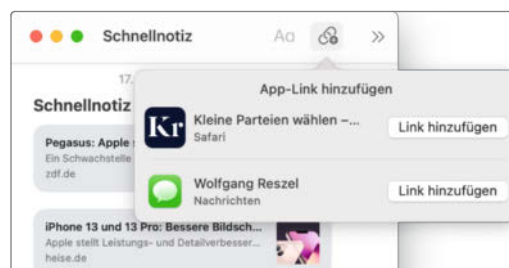 Schnellnotiz
Aa
17.
App-Link hinzufügen
Schnellnotiz
Kr
Kleine Parteien wählen –...
Safari
Link hinzufügen
Pegasus: Apple
Ein Schwachstelle
zdf.de
Wolfgang Reszel
Nachrichten
Link hinzufügen
iPhone 13 und 13 Pro: Bessere Bildsch...
Apple stellt Leistungs- und Detailverbesser...
heise.de